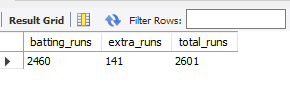 Result Grid Filter Rows:
batting_runs extra_runs total_runs
2460 141 2601